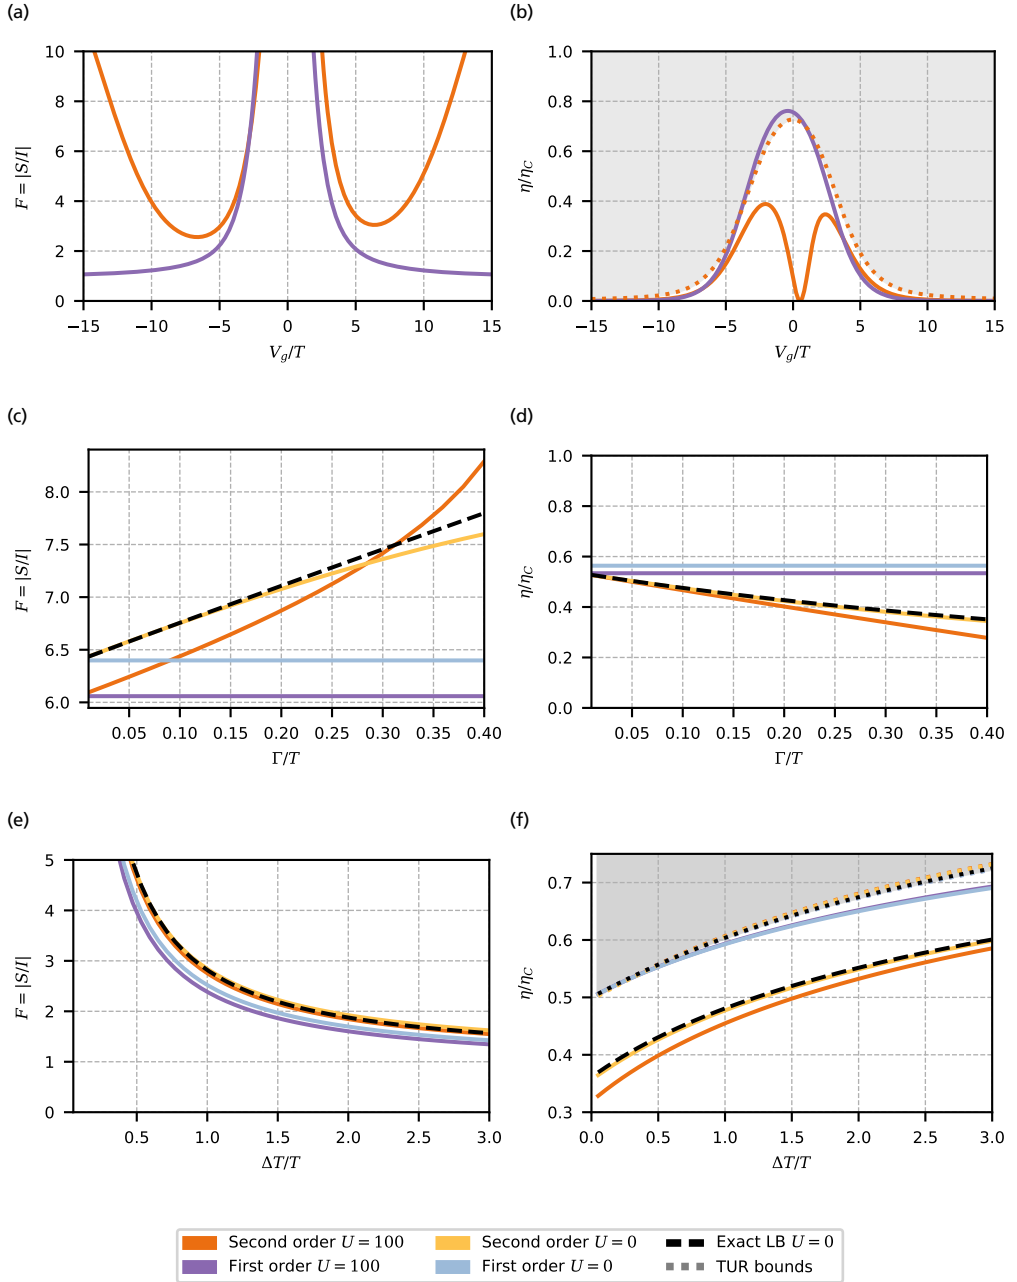 (a)
(b)
10
8
6
4
2
0
F = |S/I|
−15 −10 −5 0 5 10 15
V_g/T
1.0
0.8
0.6
0.4
0.2
0.0
η/η_C
−15 −10 −5 0 5 10 15
V_g/T
(c)
(d)
8.0
7.5
7.0
6.5
6.0
F = |S/I|
0.05 0.10 0.15 0.20 0.25 0.30 0.35 0.40
Γ/T
1.0
0.8
0.6
0.4
0.2
0.0
η/η_C
0.05 0.10 0.15 0.20 0.25 0.30 0.35 0.40
Γ/T
(e)
(f)
5
4
3
2
1
0
F = |S/I|
0.5 1.0 1.5 2.0 2.5 3.0
ΔT/T
0.7
0.6
0.5
0.4
0.3
η/η_C
0.0 0.5 1.0 1.5 2.0 2.5 3.0
ΔT/T
Second order U = 100
Second order U = 0
Exact LB U = 0
First order U = 100
First order U = 0
TUR bounds